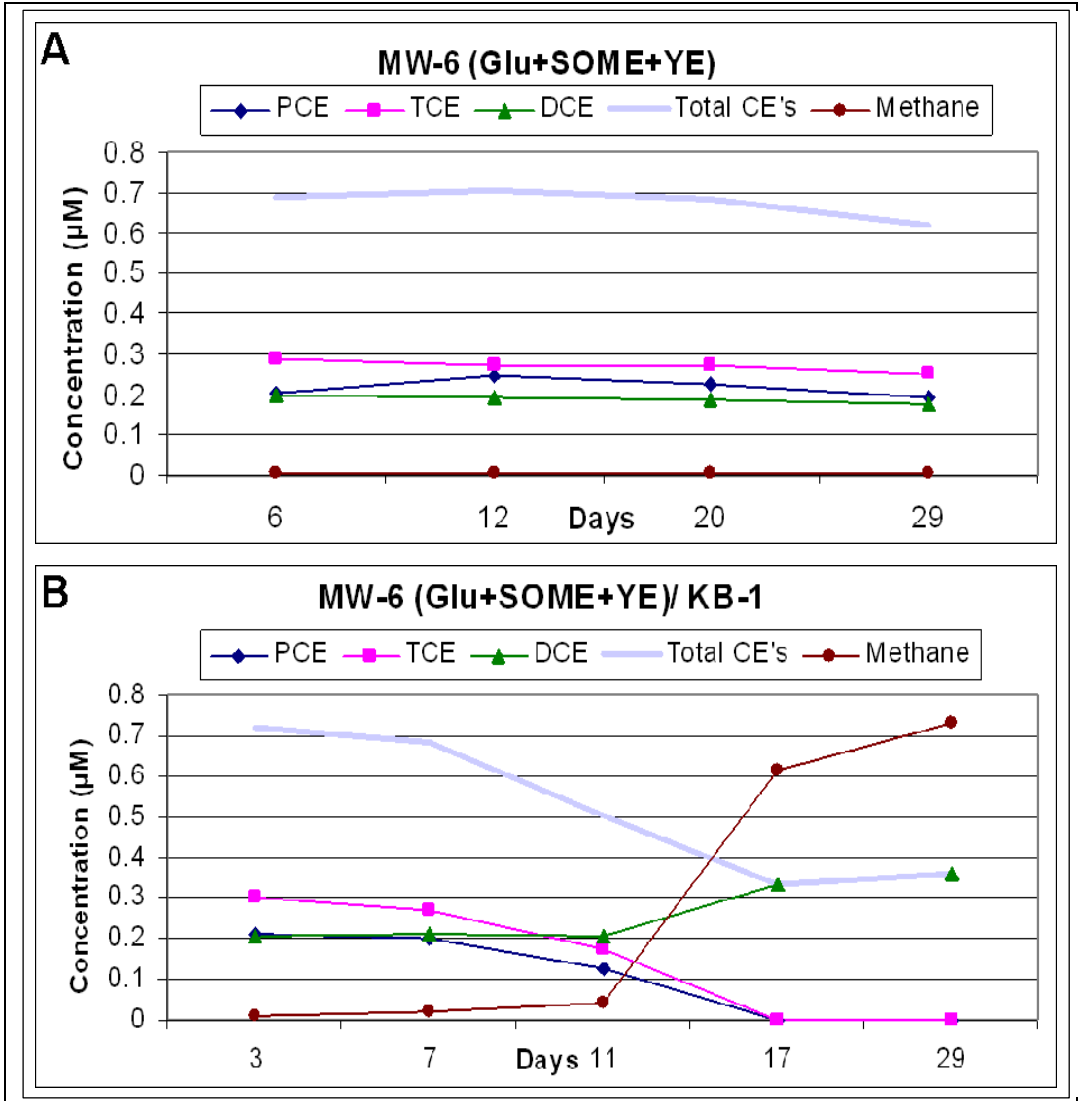 A
MW-6 (Glu+SOME+YE)
PCE TCE DCE Total CE's Methane
Concentration (µM)
0.8
0.7
0.6
0.5
0.4
0.3
0.2
0.1
0
6 12 Days 20 29
B
MW-6 (Glu+SOME+YE)/ KB-1
PCE TCE DCE Total CE's Methane
Concentration (µM)
0.8
0.7
0.6
0.5
0.4
0.3
0.2
0.1
0
3 7 Days 11 17 29